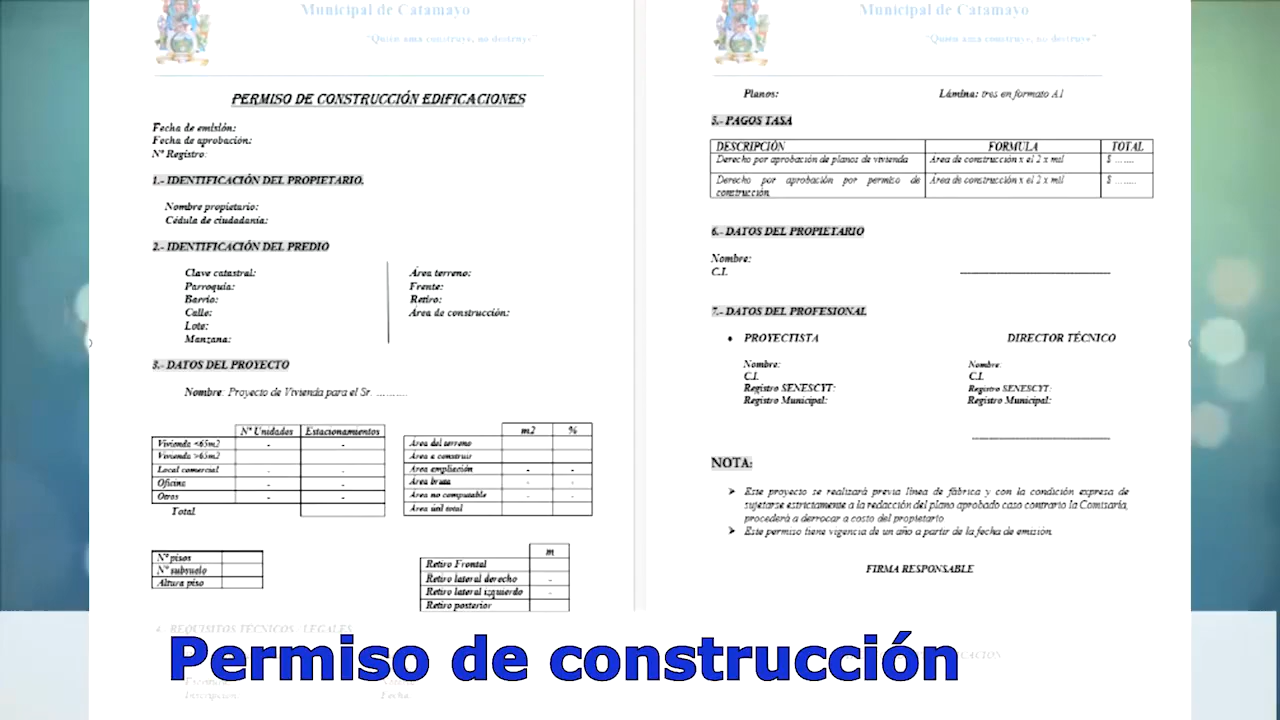 Municipal de Catamayo
"Quien ama construye, no destruye"
PERMISO DE CONSTRUCCIÓN EDIFICACIONES
Fecha de emisión:
Fecha de aprobación:
Nº Registro:
1.- IDENTIFICACIÓN DEL PROPIETARIO.
Nombre propietario:
Cédula de ciudadanía:
2.- IDENTIFICACIÓN DEL PREDIO
Clave catastral:
Parroquia:
Barrio:
Calle:
Lote:
Manzana:
Área terreno:
Frente:
Retiro:
Área de construcción:
3.- DATOS DEL PROYECTO
Nombre: Proyecto de Vivienda para el Sr. ..........
Nº Unidades Estacionamientos
Vivienda <65m2 - -
Vivienda >65m2
Local comercial - -
Oficina - -
Otros - -
Total
m2 %
Área del terreno
Área a construir
Área ampliación - -
Área bruta - -
Área no computable - -
Área útil total
Nº pisos
Nº subsuelo
Altura piso
m
Retiro Frontal
Retiro lateral derecho -
Retiro lateral izquierdo -
Retiro posterior
4. REQUISITOS TÉCNICOS - LEGALES
Inscripción: Fecha:
Municipal de Catamayo
"Quien ama construye, no destruye"
Planos: Lámina: tres en formato A1
5.- PAGOS TASA
DESCRIPCIÓN FORMULA TOTAL
Derecho por aprobación de planos de vivienda Área de construcción x el 2 x mil $ .......
Derecho por aprobación por permiso de construcción. Área de construcción x el 2 x mil $ ........
6.- DATOS DEL PROPIETARIO
Nombre:
C.I.
7.- DATOS DEL PROFESIONAL
• PROYECTISTA DIRECTOR TÉCNICO
Nombre: Nombre:
C.I. C.I.
Registro SENESCYT: Registro SENESCYT:
Registro Municipal: Registro Municipal:
NOTA:
➢ Este proyecto se realizará previa línea de fábrica y con la condición expresa de
sujetarse estrictamente a la redacción del plano aprobado caso contrario la Comisaría,
procederá a derrocar a costo del propietario
➢ Este permiso tiene vigencia de un año a partir de la fecha de emisión.
FIRMA RESPONSABLE
Permiso de construcción